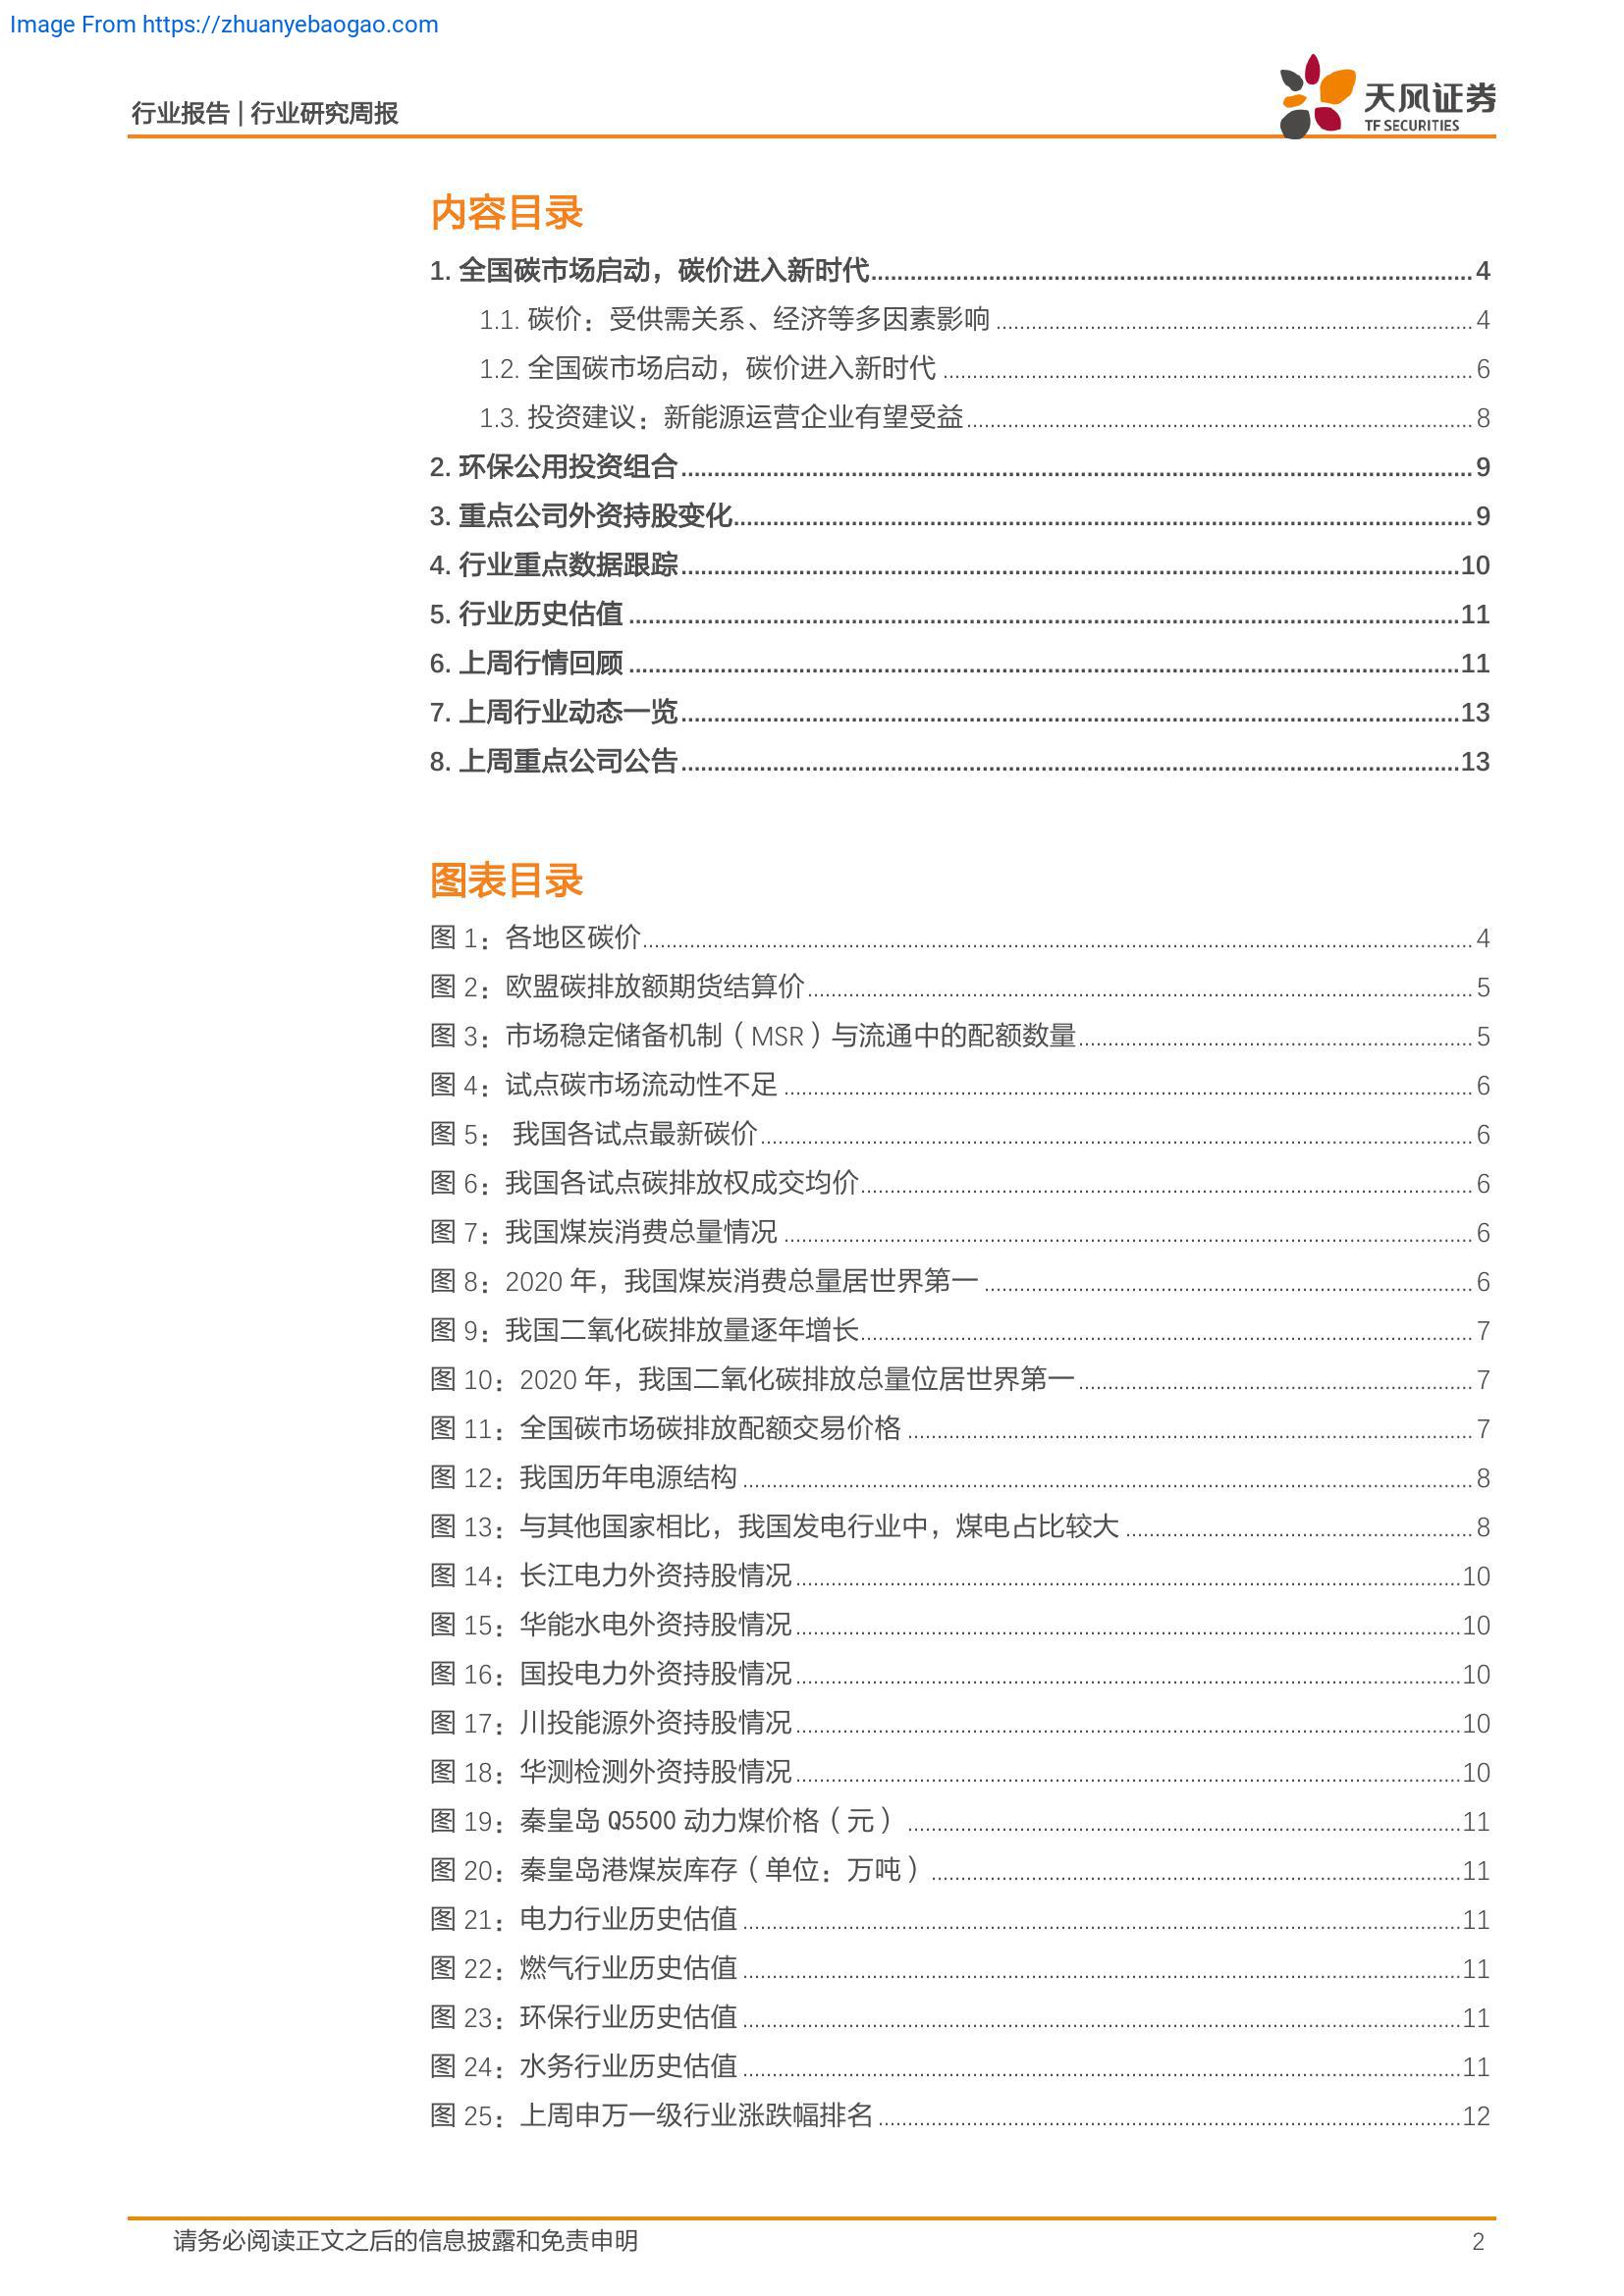 Image From https://zhuanyebaogao.com
行业报告 | 行业研究周报
天风证券
TF SECURITIES
内容目录
1. 全国碳市场启动，碳价进入新时代 4
1.1. 碳价：受供需关系、经济等多因素影响 4
1.2. 全国碳市场启动，碳价进入新时代 6
1.3. 投资建议：新能源运营企业有望受益 8
2. 环保公用投资组合 9
3. 重点公司外资持股变化 9
4. 行业重点数据跟踪 10
5. 行业历史估值 11
6. 上周行情回顾 11
7. 上周行业动态一览 13
8. 上周重点公司公告 13
图表目录
图 1：各地区碳价 4
图 2：欧盟碳排放额期货结算价 5
图 3：市场稳定储备机制（MSR）与流通中的配额数量 5
图 4：试点碳市场流动性不足 6
图 5： 我国各试点最新碳价 6
图 6：我国各试点碳排放权成交均价 6
图 7：我国煤炭消费总量情况 6
图 8：2020 年，我国煤炭消费总量居世界第一 6
图 9：我国二氧化碳排放量逐年增长 7
图 10：2020 年，我国二氧化碳排放总量位居世界第一 7
图 11：全国碳市场碳排放配额交易价格 7
图 12：我国历年电源结构 8
图 13：与其他国家相比，我国发电行业中，煤电占比较大 8
图 14：长江电力外资持股情况 10
图 15：华能水电外资持股情况 10
图 16：国投电力外资持股情况 10
图 17：川投能源外资持股情况 10
图 18：华测检测外资持股情况 10
图 19：秦皇岛 Q5500 动力煤价格（元） 11
图 20：秦皇岛港煤炭库存（单位：万吨） 11
图 21：电力行业历史估值 11
图 22：燃气行业历史估值 11
图 23：环保行业历史估值 11
图 24：水务行业历史估值 11
图 25：上周申万一级行业涨跌幅排名 12
请务必阅读正文之后的信息披露和免责申明 2